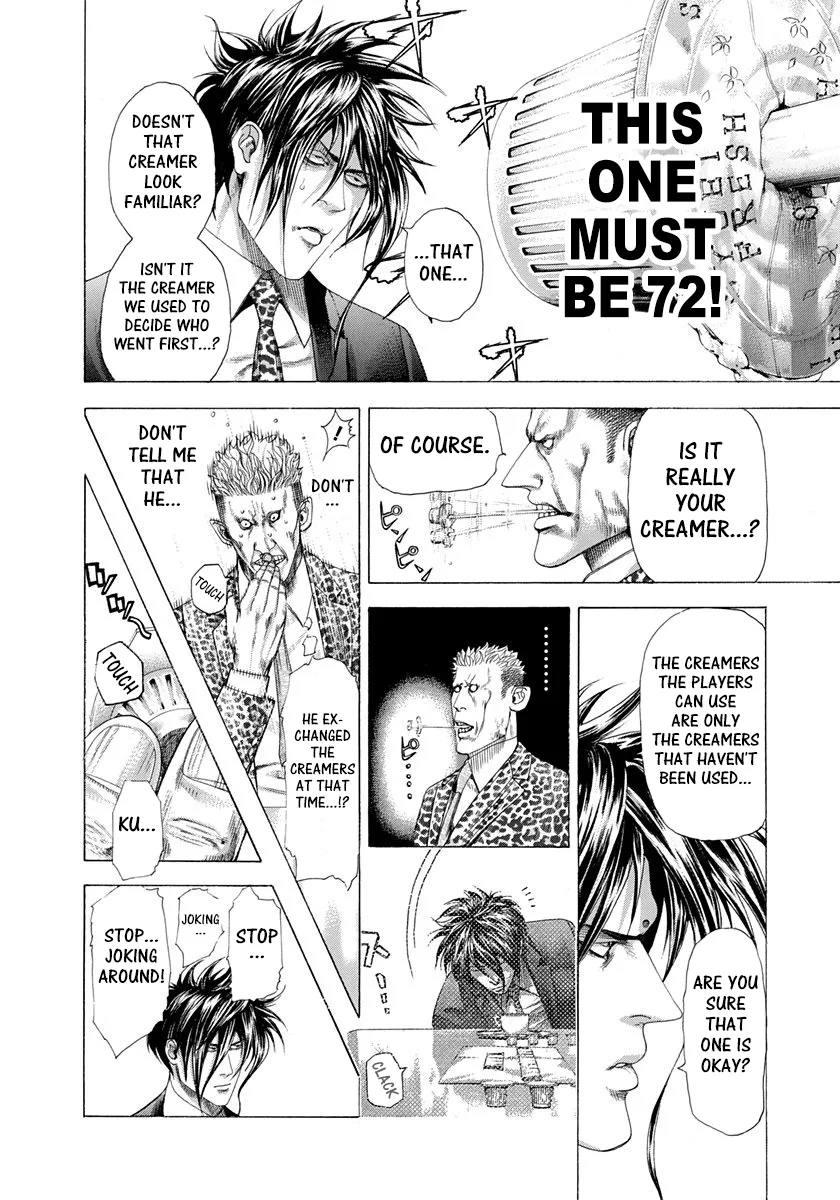 THIS
ONE
MUST
BE 72!
...THAT
ONE...
DOESN'T
THAT
CREAMER
LOOK
FAMILIAR?
ISN'T IT
THE CREAMER
WE USED TO
DECIDE WHO
WENT FIRST...?
IS IT
REALLY
YOUR
CREAMER...?
OF COURSE.
DON'T
...
DON'T
TELL ME
THAT
HE...
TOUCH
TOUCH
HE EX-
CHANGED
THE
CREAMERS
AT THAT
TIME...!?
KU...
THE CREAMERS
THE PLAYERS
CAN USE
ARE ONLY
THE CREAMERS
THAT HAVEN'T
BEEN USED...
ARE YOU
SURE
THAT
ONE IS
OKAY?
ズ
CLACK
STOP
...
JOKING
...
STOP...
JOKING
AROUND!